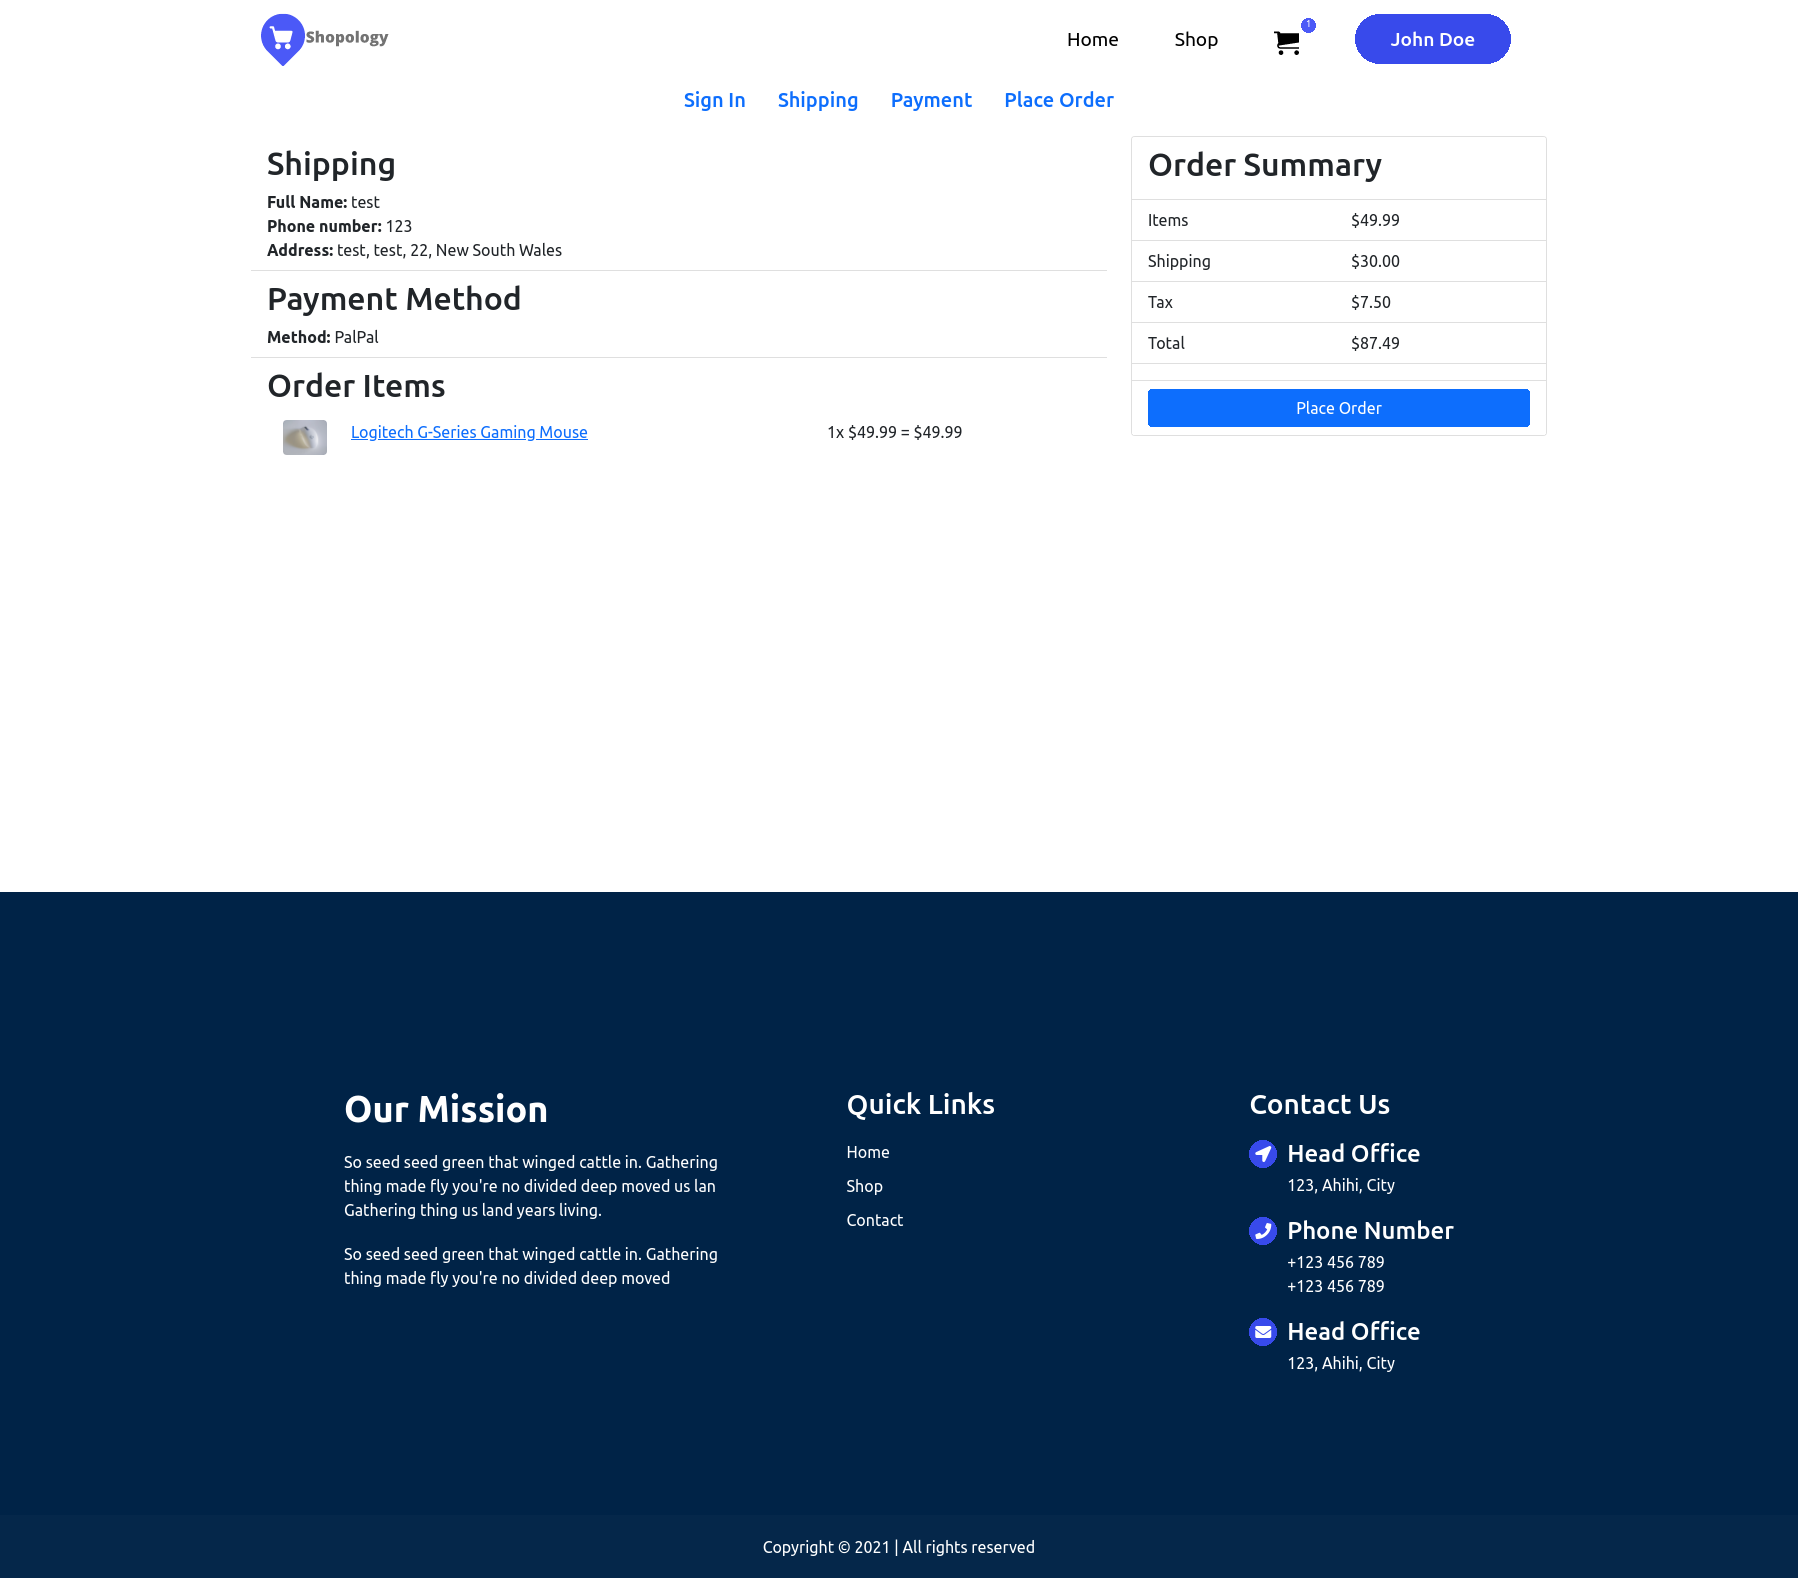 Shopology
Home
Shop
1
John Doe
Sign In
Shipping
Payment
Place Order
Shipping
Full Name: test
Phone number: 123
Address: test, test, 22, New South Wales
Payment Method
Method: PalPal
Order Items
Logitech G-Series Gaming Mouse
1x $49.99 = $49.99
Order Summary
Items $49.99
Shipping $30.00
Tax $7.50
Total $87.49
Place Order
Our Mission
So seed seed green that winged cattle in. Gathering
thing made fly you're no divided deep moved us lan
Gathering thing us land years living.
So seed seed green that winged cattle in. Gathering
thing made fly you're no divided deep moved
Quick Links
Home
Shop
Contact
Contact Us
Head Office
123, Ahihi, City
Phone Number
+123 456 789
+123 456 789
Head Office
123, Ahihi, City
Copyright © 2021 | All rights reserved